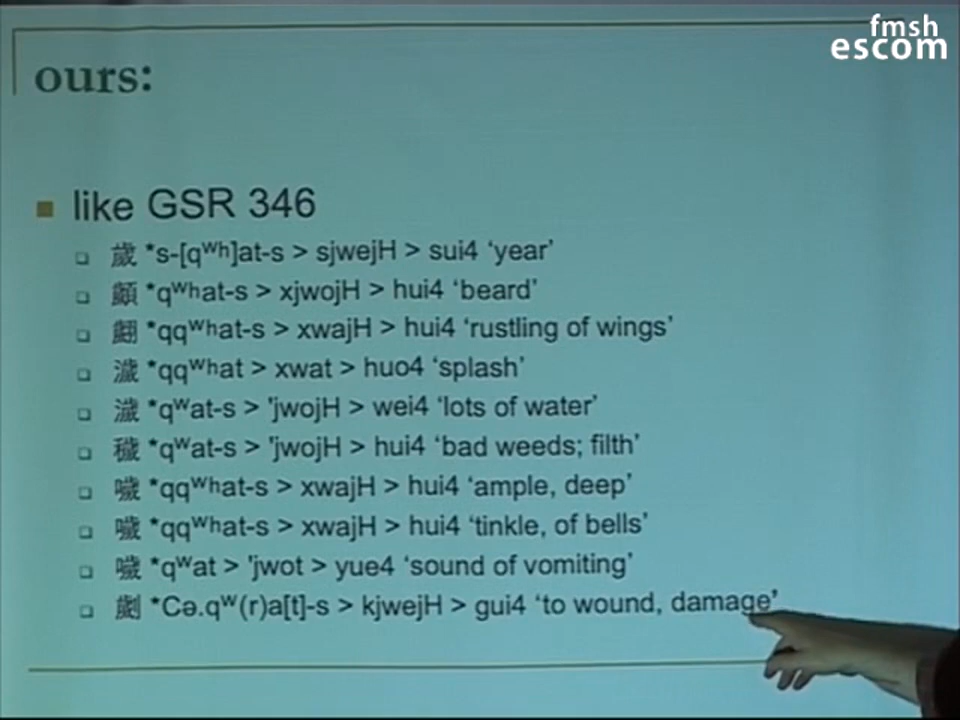 fmsh
escom
ours:
like GSR 346
歲 *s-[qʷʰ]at-s > sjwejH > sui4 ‘year’
顪 *qʷʰat-s > xjwojH > hui4 ‘beard’
翽 *qqʷʰat-s > xwajH > hui4 ‘rustling of wings’
濊 *qqʷʰat > xwat > huo4 ‘splash’
濊 *qʷat-s > 'jwojH > wei4 ‘lots of water’
穢 *qʷat-s > 'jwojH > hui4 ‘bad weeds; filth’
噦 *qqʷʰat-s > xwajH > hui4 ‘ample, deep’
噦 *qqʷʰat-s > xwajH > hui4 ‘tinkle, of bells’
噦 *qʷat > 'jwot > yue4 ‘sound of vomiting’
劌 *Cə.qʷ(r)a[t]-s > kjwejH > gui4 ‘to wound, damage’